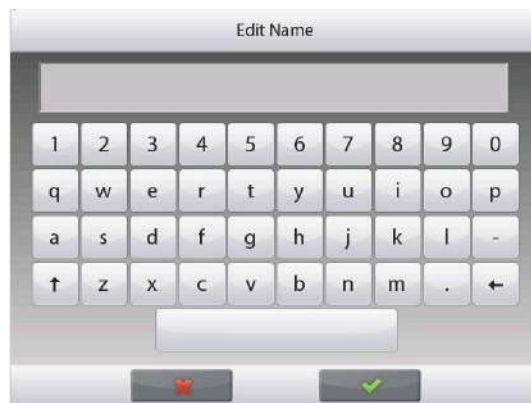 Edit Name
1 2 3 4 5 6 7 8 9 0
q w e r t y u i o p
a s d f g h j k l -
↑ z x c v b n m . ←